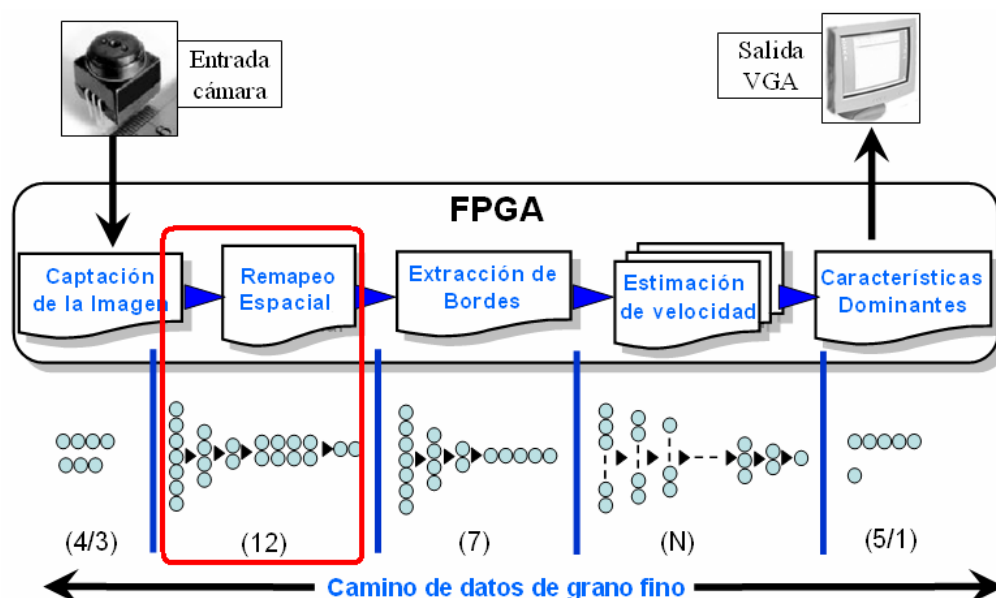 Entrada
cámara
Salida
VGA
FPGA
Captación
de la Imagen
Remapeo
Espacial
Extracción de
Bordes
Estimación
de velocidad
Características
Dominantes
(4/3)
(12)
(7)
(N)
(5/1)
Camino de datos de grano fino